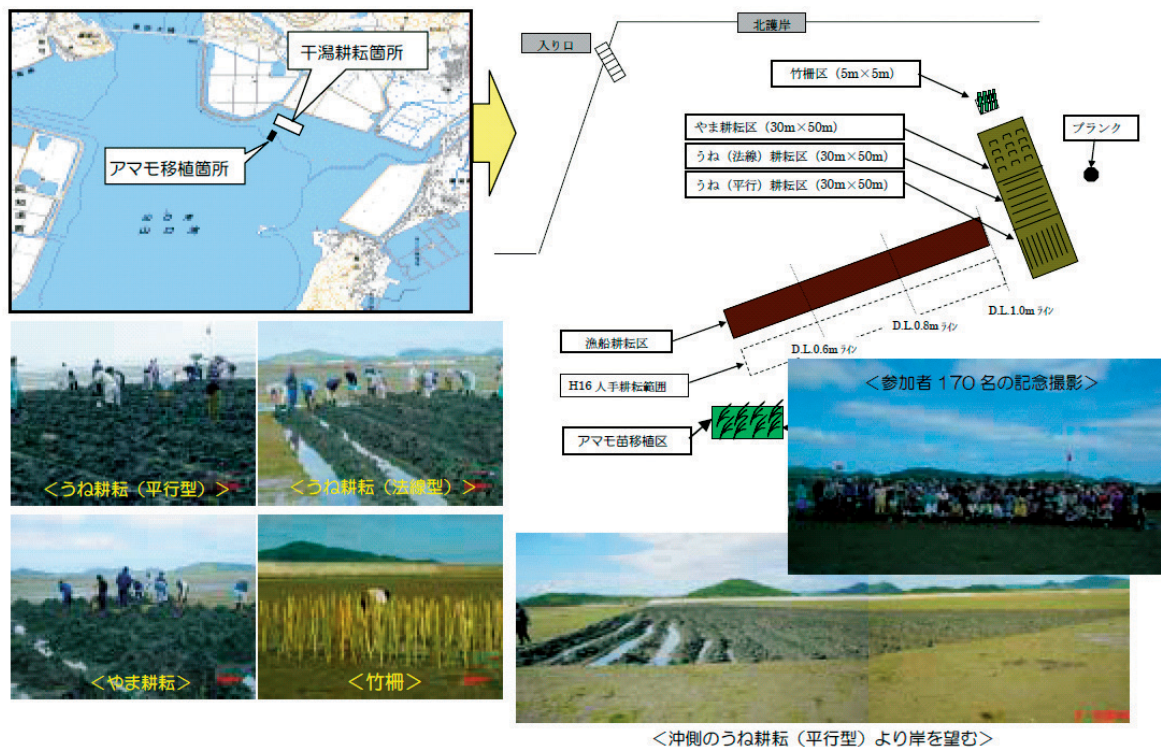 干潟耕耘箇所
アマモ移植箇所
山口湾
入り口
北護岸
竹柵区（5m×5m）
やま耕耘区（30m×50m）
ブランク
うね（法線）耕耘区（30m×50m）
うね（平行）耕耘区（30m×50m）
D.L.1.0mライン
D.L.0.8mライン
D.L.0.6mライン
漁船耕耘区
H16人手耕耘範囲
アマモ苗移植区
＜参加者170名の記念撮影＞
＜うね耕耘（平行型）＞
＜うね耕耘（法線型）＞
＜やま耕耘＞
＜竹柵＞
＜沖側のうね耕耘（平行型）より岸を望む＞